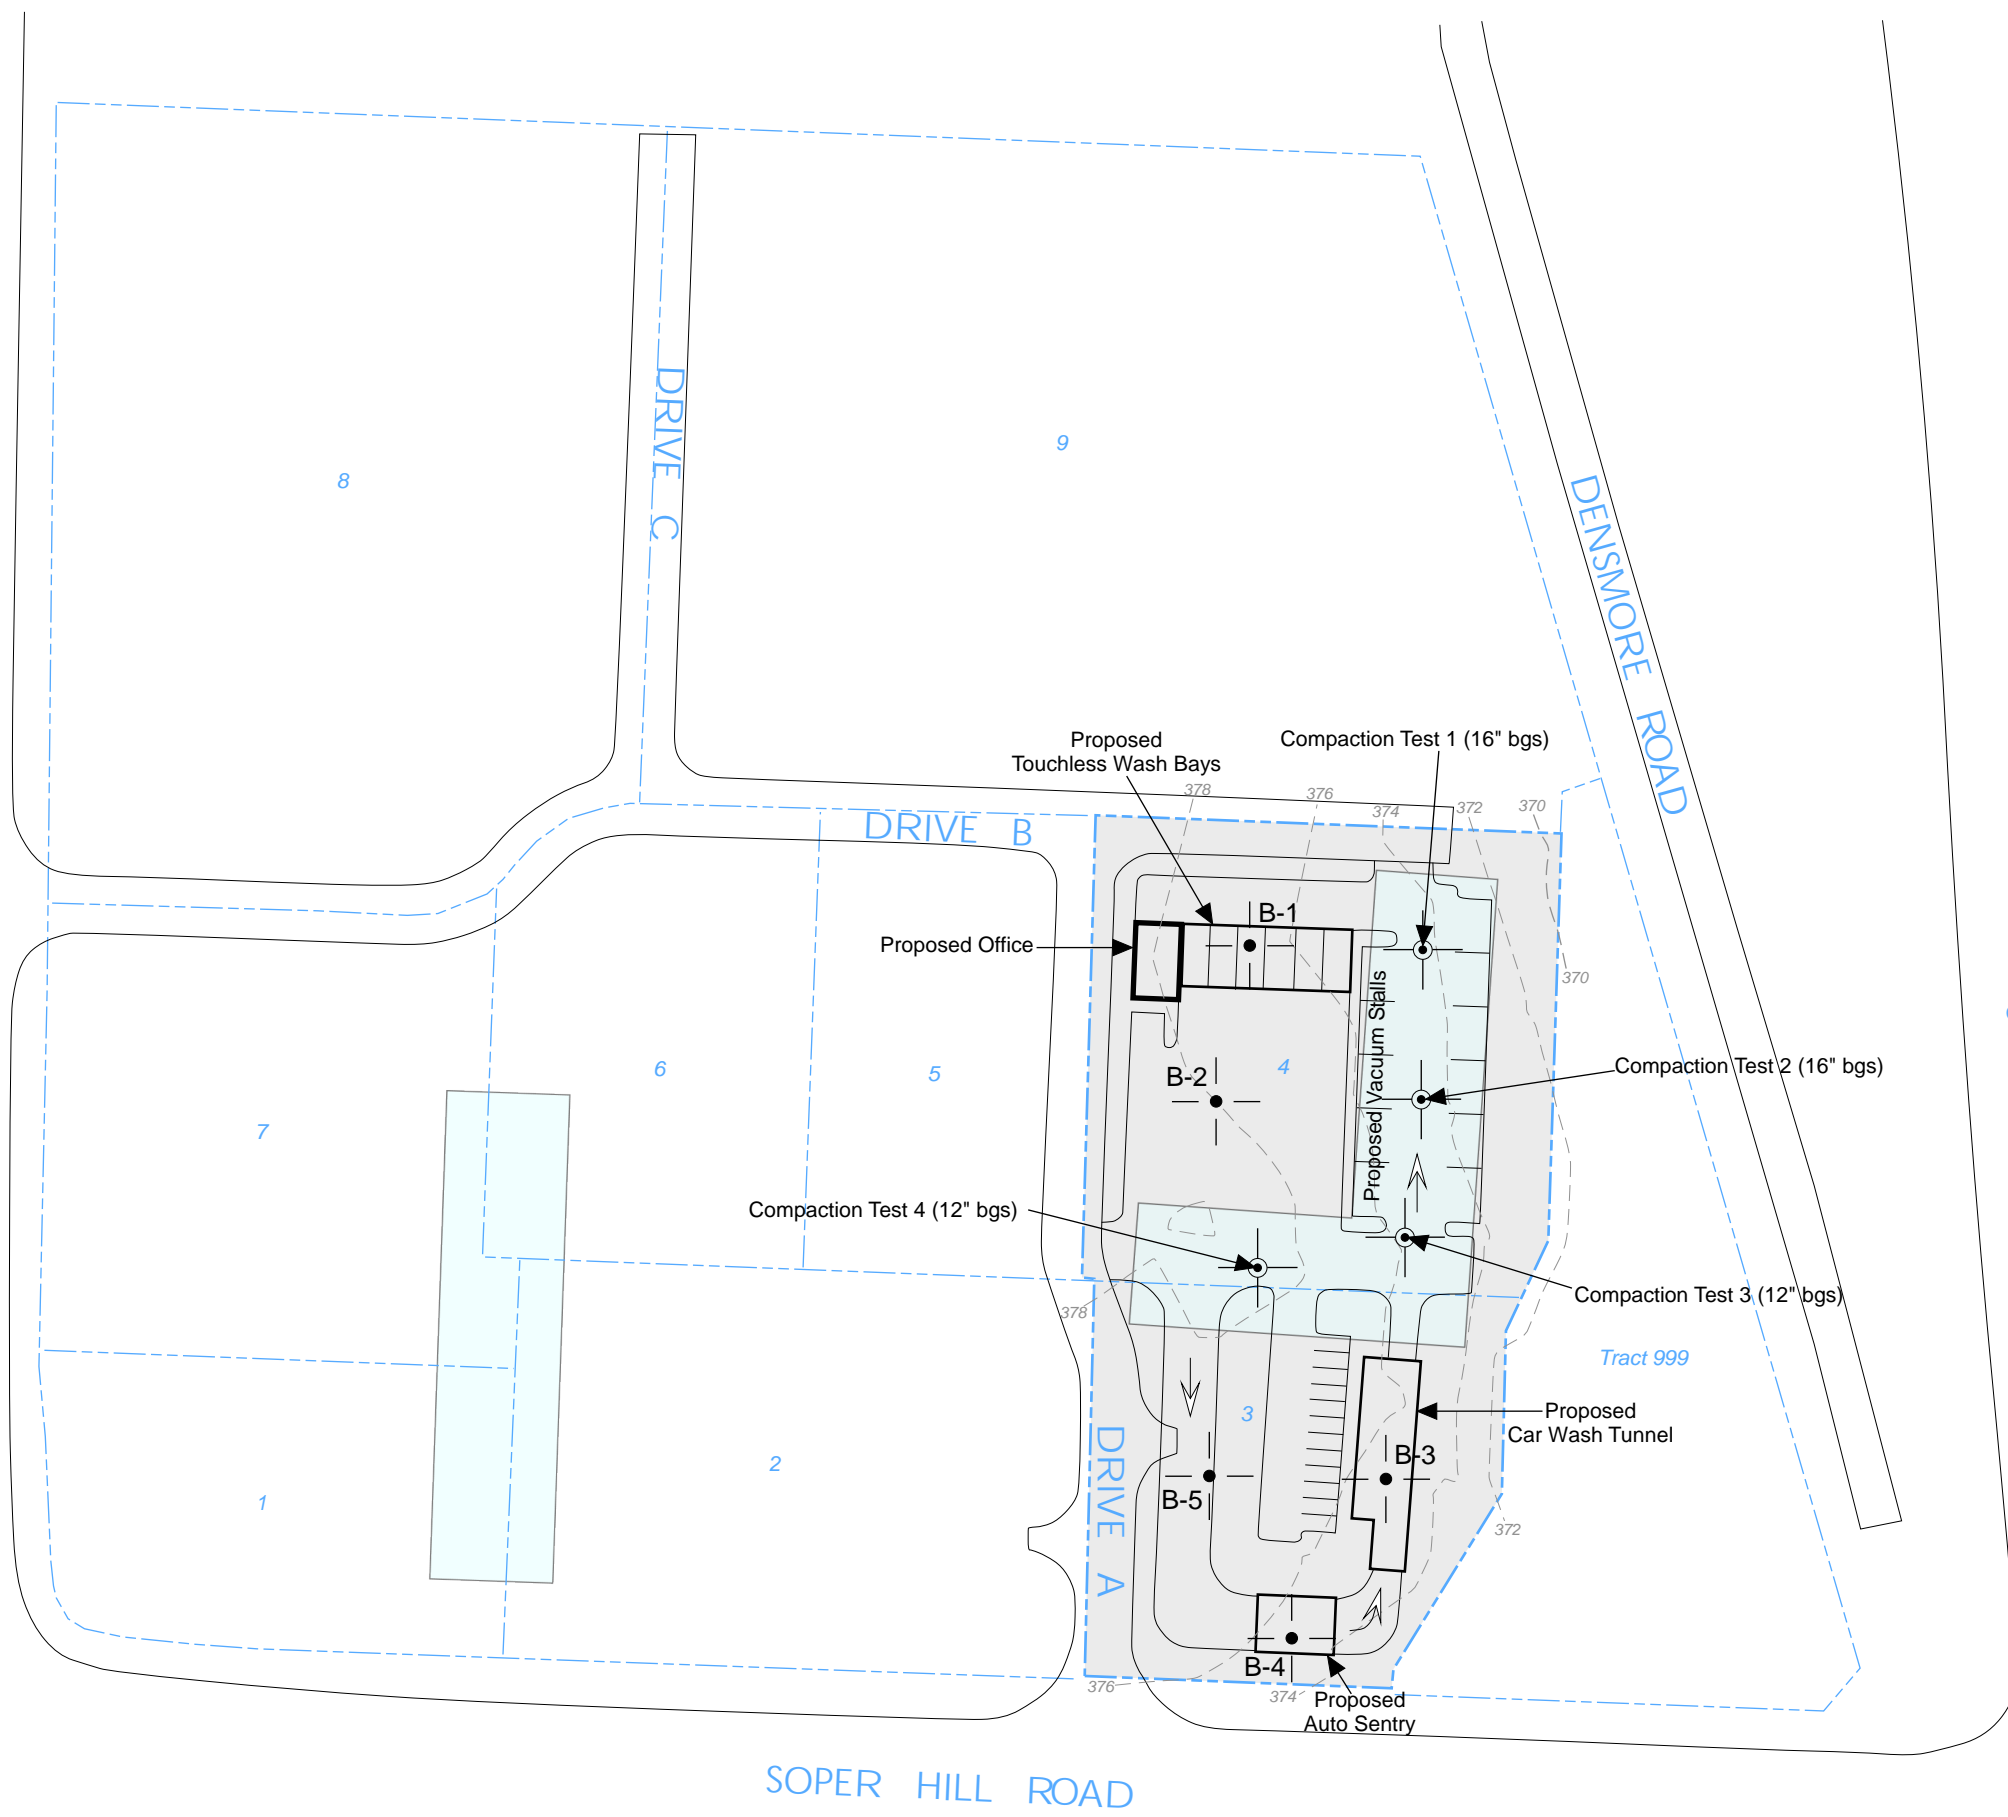 DRIVE C
8
9
DENSMORE ROAD
Proposed
Touchless Wash Bays
Compaction Test 1 (16" bgs)
378
376
374
372
370
DRIVE B
B-1
Proposed Office
370
Proposed Vacuum Stalls
6
5
4
Compaction Test 2 (16" bgs)
B-2
7
Compaction Test 4 (12" bgs)
Compaction Test 3 (12" bgs)
378
Tract 999
3
Proposed
Car Wash Tunnel
DRIVE A
B-3
2
1
B-5
372
B-4
376
374
Proposed
Auto Sentry
SOPER HILL ROAD